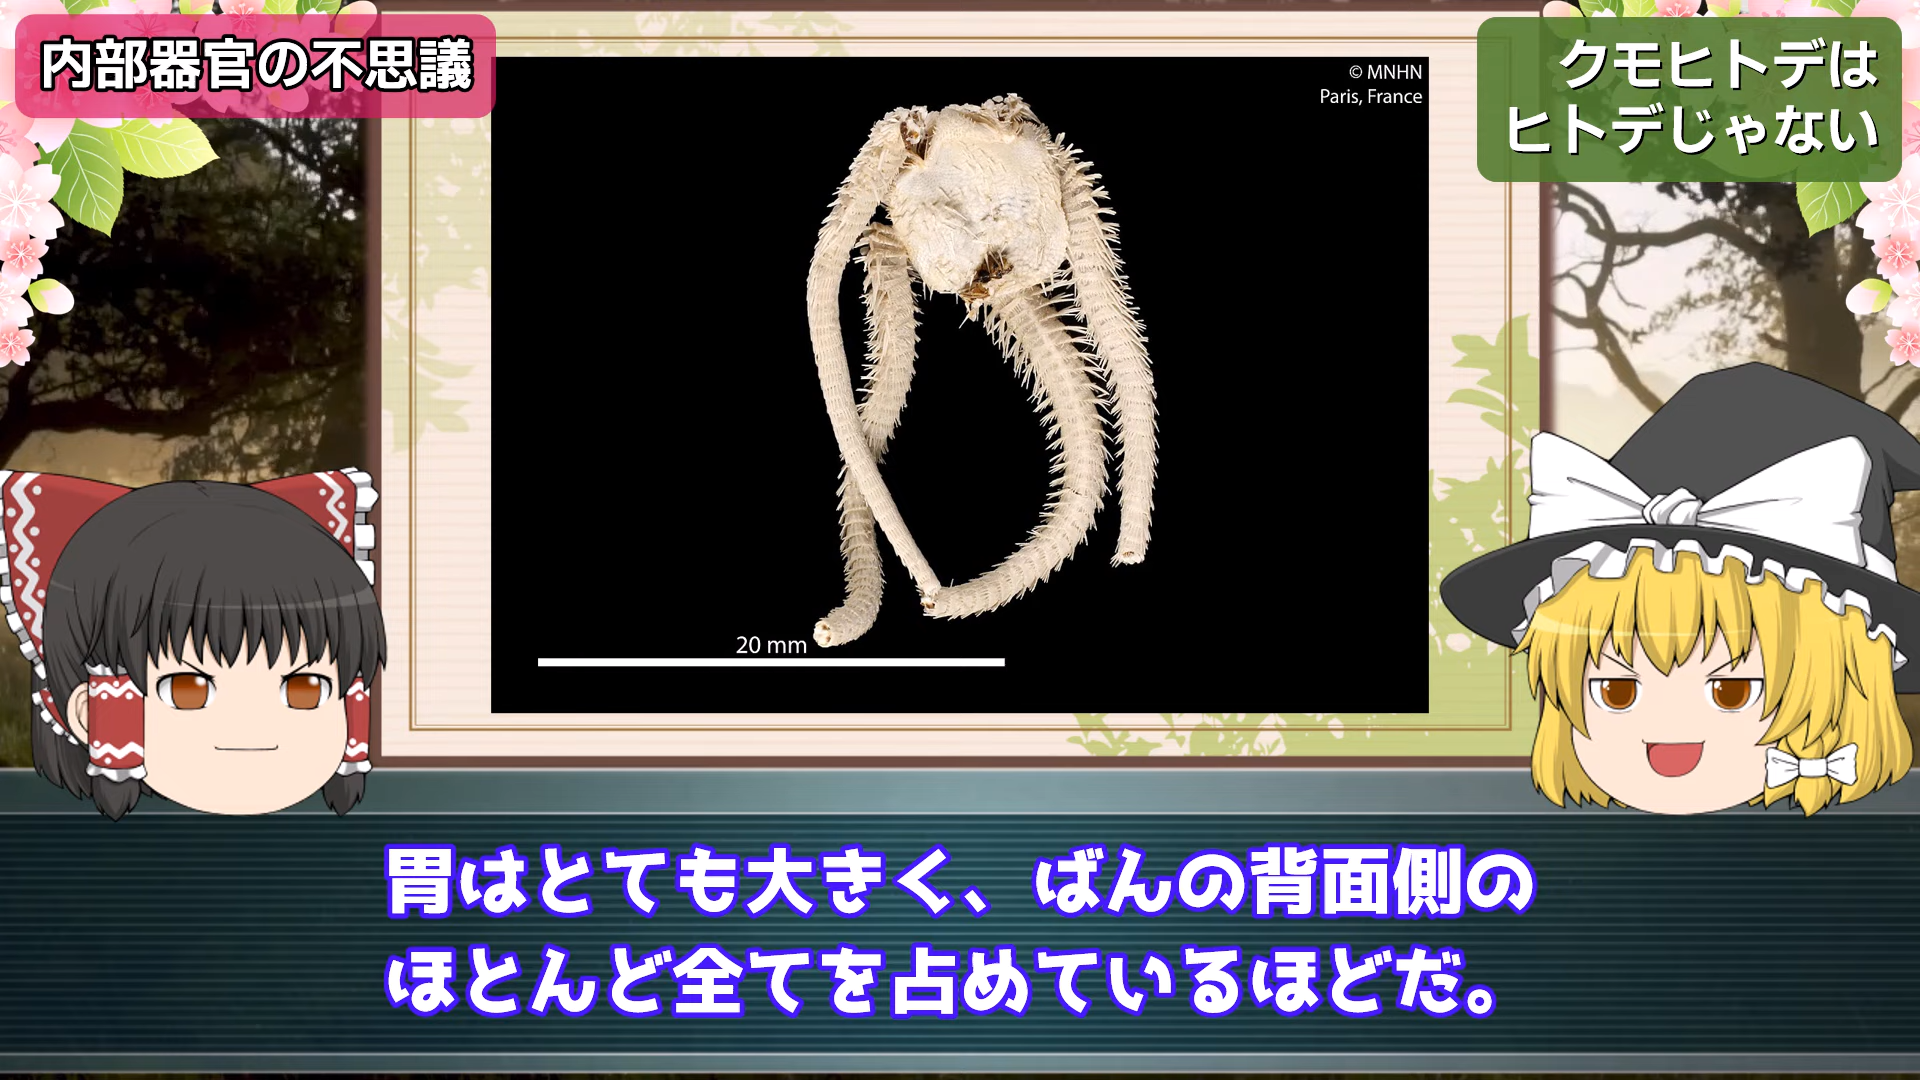 内部器官の不思議
クモヒトデは
ヒトデじゃない
© MNHN
Paris, France
20 mm
胃はとても大きく、ばんの背面側の
ほとんど全てを占めているほどだ。